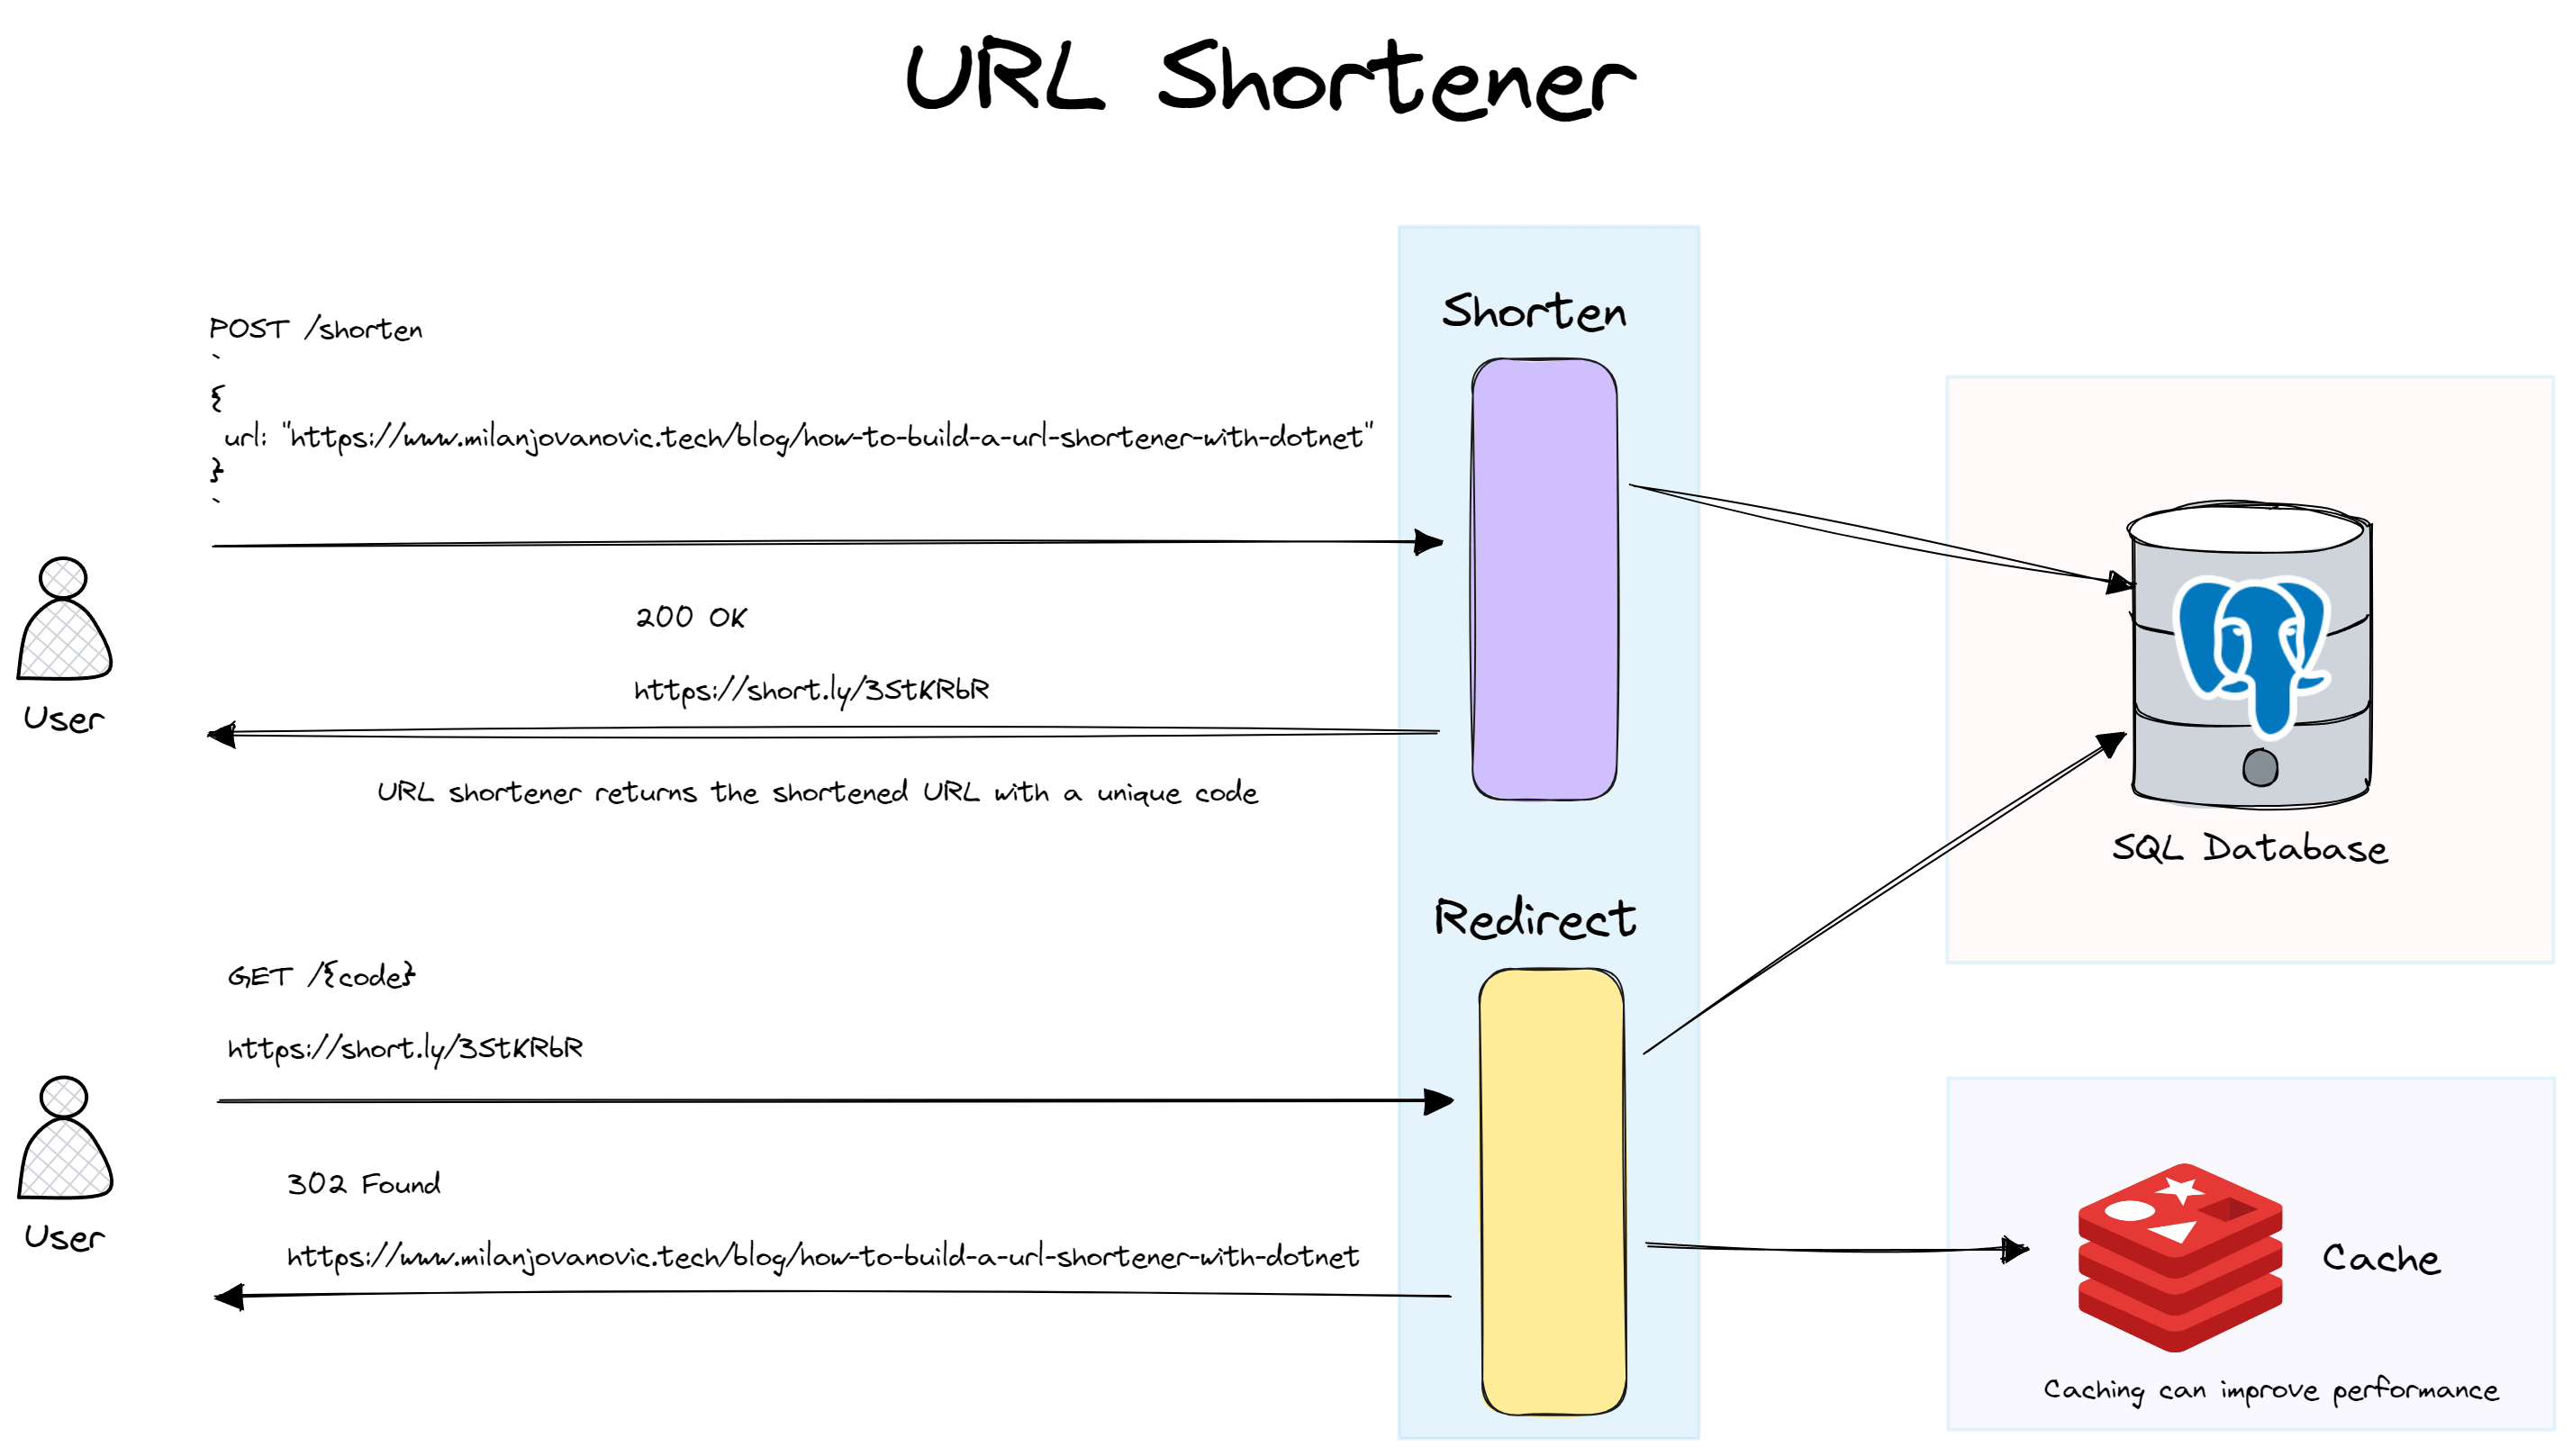 URL Shortener
POST /shorten
`
{
url: "https://www.milanjovanovic.tech/blog/how-to-build-a-url-shortener-with-dotnet"
}
`
200 OK
https://short.ly/3StKRbR
URL shortener returns the shortened URL with a unique code
User
Shorten
SQL Database
Redirect
GET /{code}
https://short.ly/3StKRbR
302 Found
https://www.milanjovanovic.tech/blog/how-to-build-a-url-shortener-with-dotnet
User
Cache
Caching can improve performance